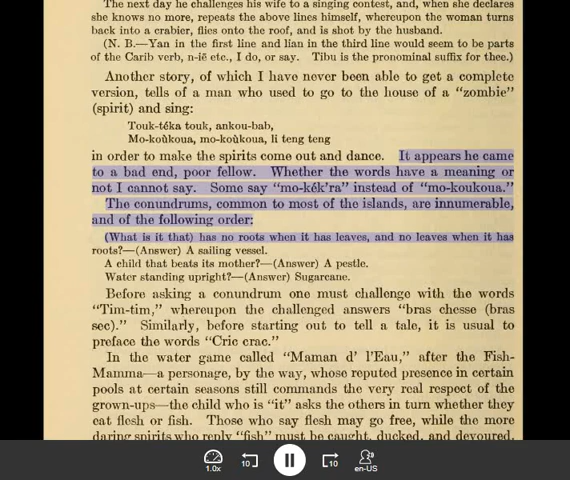 The next day he challenges his wife to a singing contest, and, when she declares
she knows no more, repeats the above lines himself, whereupon the woman turns
back into a crabier, flies onto the roof, and is shot by the husband.
(N. B.—Yan in the first line and lian in the third line would seem to be parts
of the Carib verb, n-iĕ etc., I do, or say. Tibu is the pronominal suffix for thee.)
Another story, of which I have never been able to get a complete
version, tells of a man who used to go to the house of a "zombie"
(spirit) and sing:
Touk-téka touk, ankou-bab,
Mo-koùkoua, mo-koùkoua, li teng teng
in order to make the spirits come out and dance. It appears he came
to a bad end, poor fellow. Whether the words have a meaning or
not I cannot say. Some say "mo-kék'ra" instead of "mo-koukoua."
The conundrums, common to most of the islands, are innumerable,
and of the following order:
(What is it that) has no roots when it has leaves, and no leaves when it has
roots?—(Answer) A sailing vessel.
A child that beats its mother?—(Answer) A pestle.
Water standing upright?—(Answer) Sugarcane.
Before asking a conundrum one must challenge with the words
"Tim-tim," whereupon the challenged answers "bras chesse (bras
sec)." Similarly, before starting out to tell a tale, it is usual to
preface the words "Cric crac."
In the water game called "Maman d' l'Eau," after the Fish-
Mamma—a personage, by the way, whose reputed presence in certain
pools at certain seasons still commands the very real respect of the
grown-ups—the child who is "it" asks the others in turn whether they
eat flesh or fish. Those who say flesh may go free, while the more
daring spirits who reply "fish" must be caught, ducked, and devoured.
1.0x
10
10
en-US